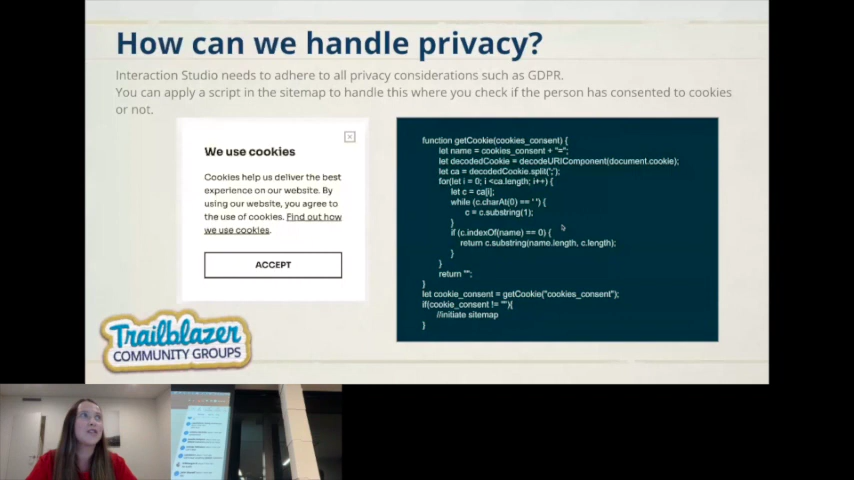 How can we handle privacy?
Interaction Studio needs to adhere to all privacy considerations such as GDPR.
You can apply a script in the sitemap to handle this where you check if the person has consented to cookies
or not.
We use cookies
Cookies help us deliver the best
experience on our website. By
using our website, you agree to
the use of cookies. Find out how
we use cookies.
ACCEPT
function getCookie(cookies_consent) {
let name = cookies_consent + "=";
let decodedCookie = decodeURIComponent(document.cookie);
let ca = decodedCookie.split(';');
for(let i = 0; i <ca.length; i++) {
let c = ca[i];
while (c.charAt(0) == ' ') {
c = c.substring(1);
}
if (c.indexOf(name) == 0) {
return c.substring(name.length, c.length);
}
}
return "";
}
let cookie_consent = getCookie("cookies_consent");
if(cookie_consent != ""){
//initiate sitemap
}
Trailblazer
COMMUNITY GROUPS